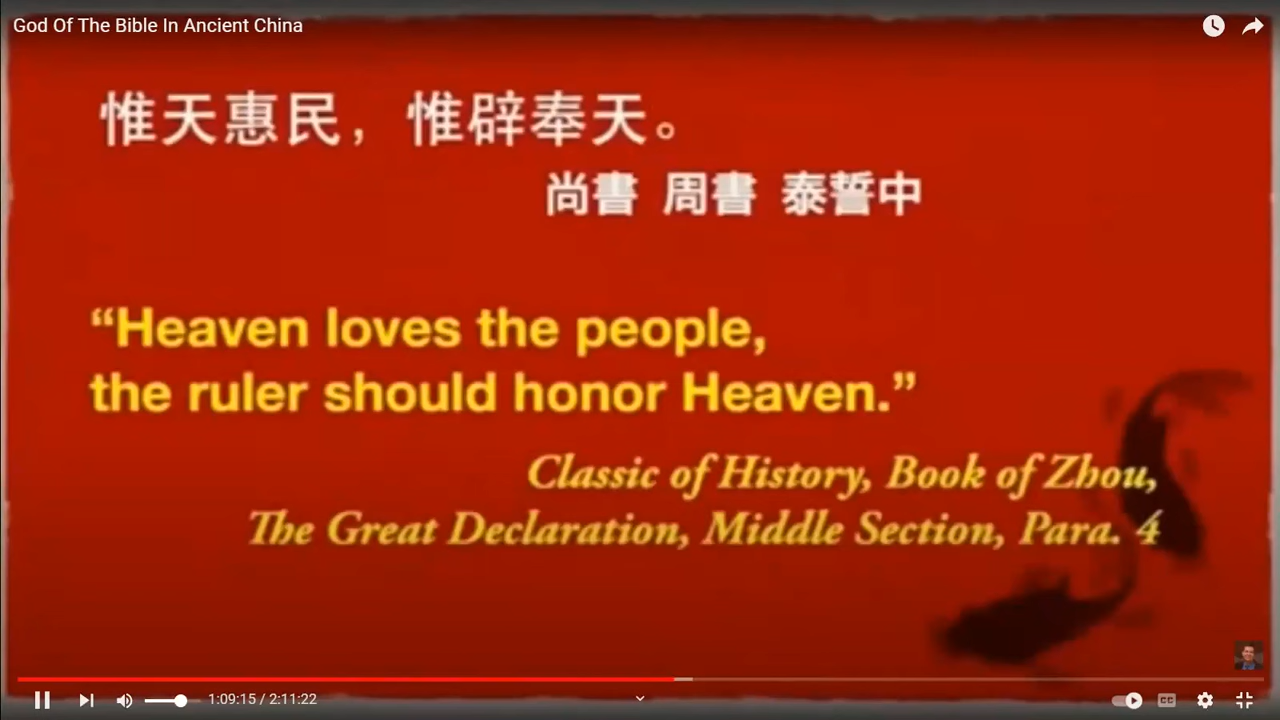 God Of The Bible In Ancient China
惟天惠民，惟辟奉天。
尚書 周書 泰誓中
“Heaven loves the people,
the ruler should honor Heaven.”
Classic of History, Book of Zhou,
The Great Declaration, Middle Section, Para. 4
1:09:15 / 2:11:22
CC